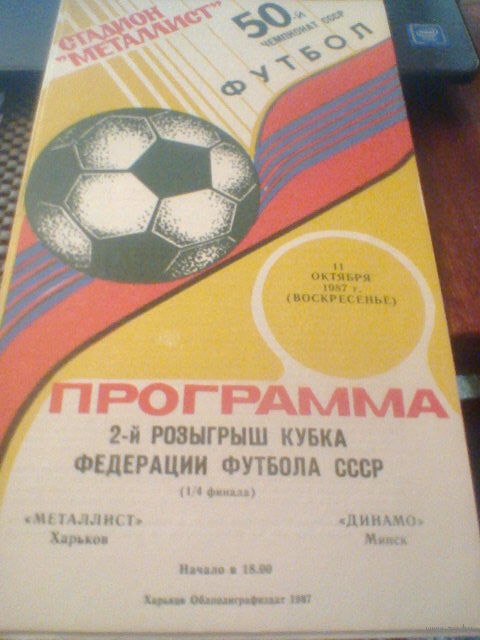 СТАДИОН
"МЕТАЛЛИСТ"
50-й
ЧЕМПИОНАТ СССР
ФУТБОЛ
11
ОКТЯБРЯ
1987 г.
(ВОСКРЕСЕНЬЕ)
ПРОГРАММА
2-й РОЗЫГРЫШ КУБКА
ФЕДЕРАЦИИ ФУТБОЛА СССР
(1/4 финала)
«МЕТАЛЛИСТ» «ДИНАМО»
Харьков Минск
Начало в 18.00
Харьков Облполиграфиздат 1987
intel